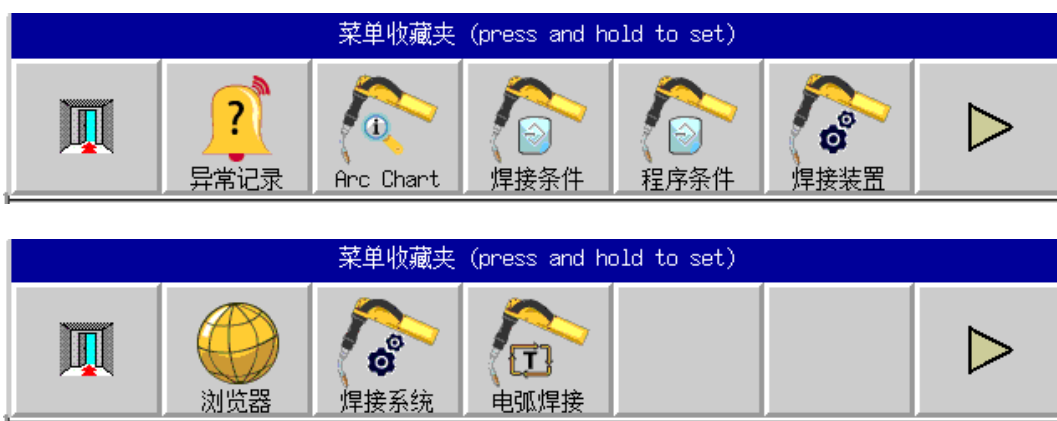 菜单收藏夹 (press and hold to set)
?
i
异常记录 Arc Chart 焊接条件 程序条件 焊接装置
菜单收藏夹 (press and hold to set)
T
浏览器 焊接系统 电弧焊接